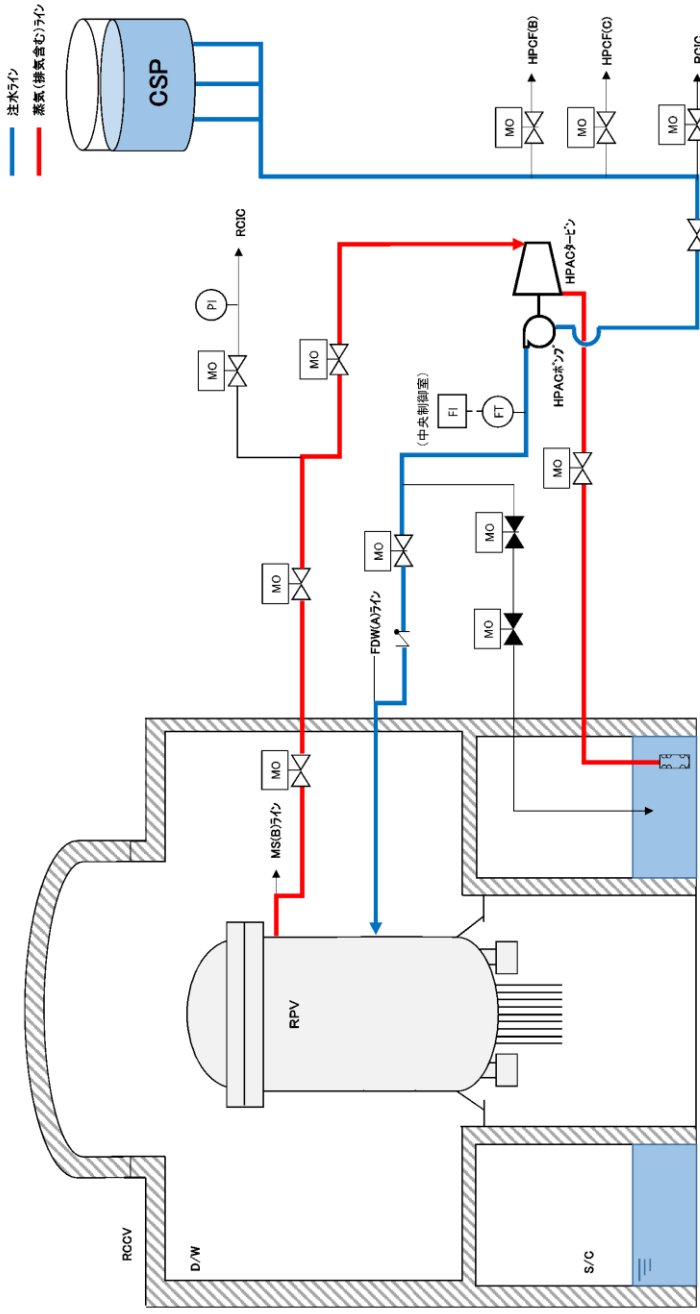 注水ライン
蒸気(排気含む)ライン
CSP
RCIC
PI
MO
MO
MO
HPCF(B)
MO
HPCF(C)
MO
RCIC
MO
HPACタービン
HPACポンプ
(中央制御室)
FI
FT
MO
MO
MO
MO
MO
FDW(A)ライン
MO
MS(B)ライン
RPV
RCCV
D/W
S/C